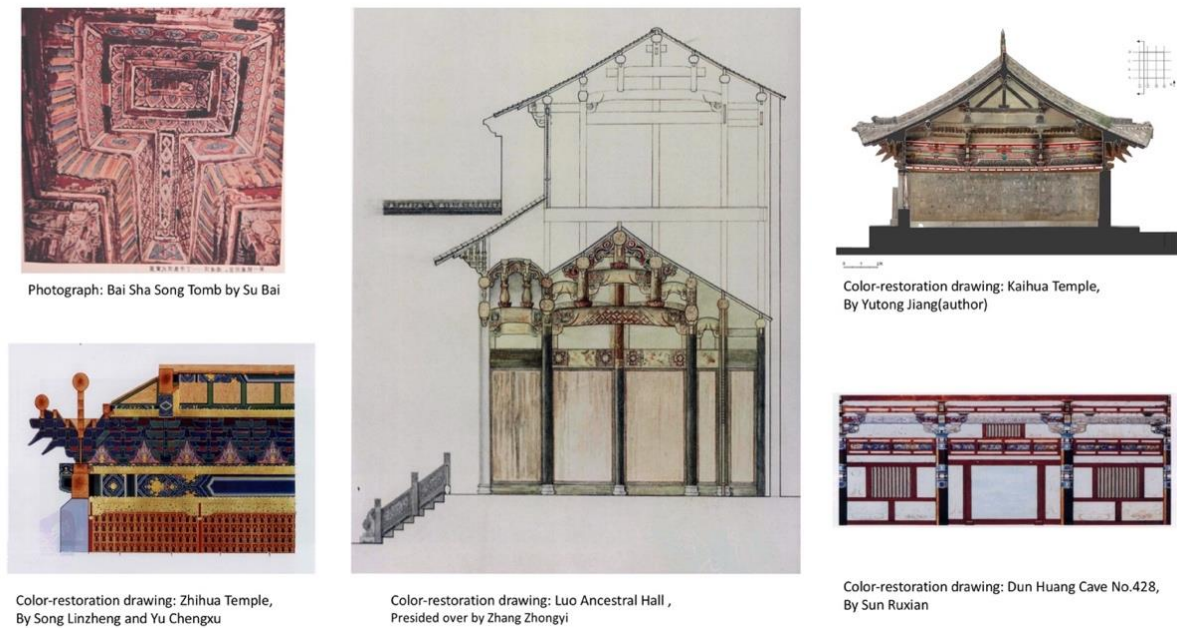 Photograph: Bai Sha Song Tomb by Su Bai
Color-restoration drawing: Zhihua Temple,
By Song Linzheng and Yu Chengxu
Color-restoration drawing: Luo Ancestral Hall ,
Presided over by Zhang Zhongyi
Color-restoration drawing: Kaihua Temple,
By Yutong Jiang(author)
Color-restoration drawing: Dun Huang Cave No.428,
By Sun Ruxian